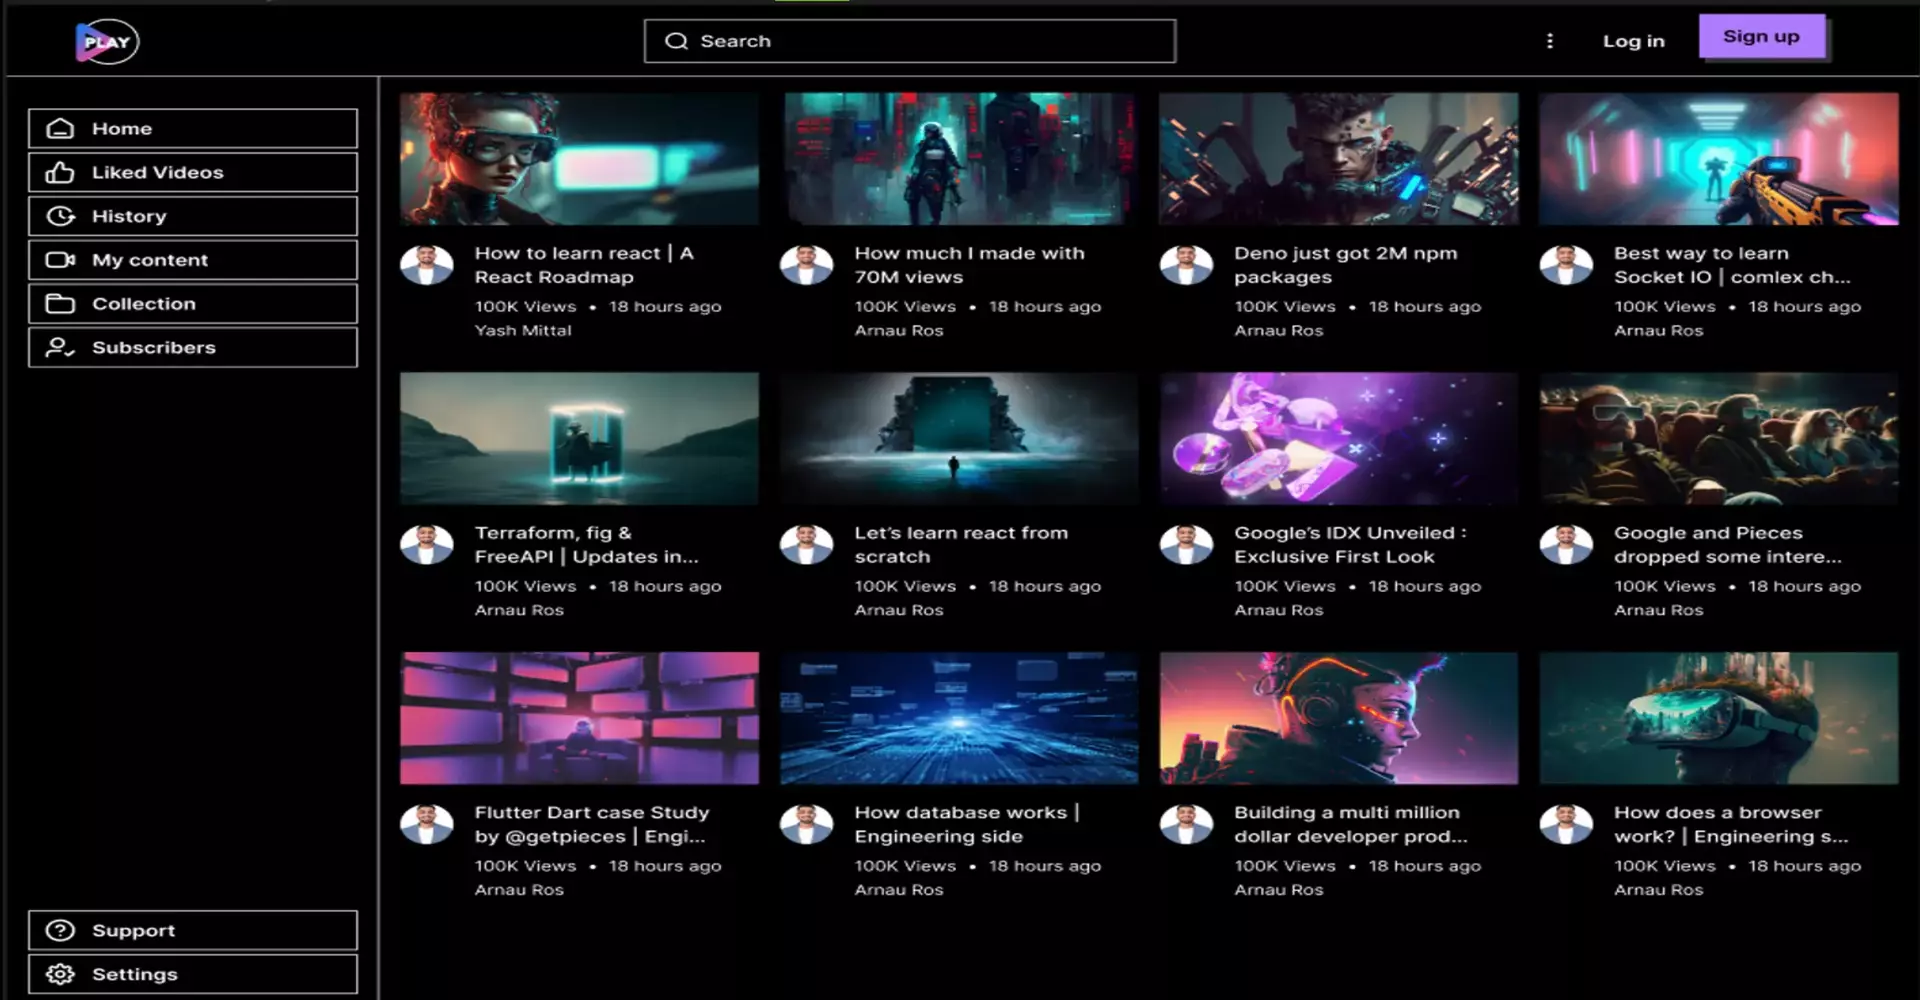 PLAY
Search
Log in
Sign up
Home
Liked Videos
History
My content
Collection
Subscribers
Support
Settings
How to learn react | A
React Roadmap
100K Views • 18 hours ago
Yash Mittal
How much I made with
70M views
100K Views • 18 hours ago
Arnau Ros
Deno just got 2M npm
packages
100K Views • 18 hours ago
Arnau Ros
Best way to learn
Socket IO | comlex ch...
100K Views • 18 hours ago
Arnau Ros
Terraform, fig &
FreeAPI | Updates in...
100K Views • 18 hours ago
Arnau Ros
Let’s learn react from
scratch
100K Views • 18 hours ago
Arnau Ros
Google’s IDX Unveiled :
Exclusive First Look
100K Views • 18 hours ago
Arnau Ros
Google and Pieces
dropped some intere...
100K Views • 18 hours ago
Arnau Ros
Flutter Dart case Study
by @getpieces | Engi...
100K Views • 18 hours ago
Arnau Ros
How database works |
Engineering side
100K Views • 18 hours ago
Arnau Ros
Building a multi million
dollar developer prod...
100K Views • 18 hours ago
Arnau Ros
How does a browser
work? | Engineering s...
100K Views • 18 hours ago
Arnau Ros